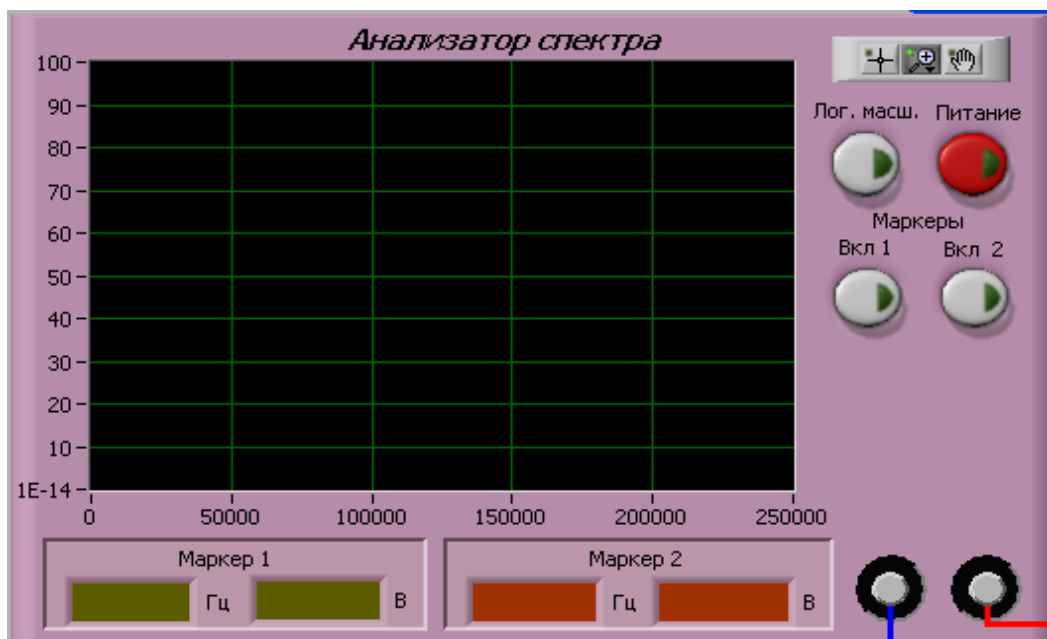 Анализатор спектра
100
90
80
70
60
50
40
30
20
10
1E-14
0 50000 100000 150000 200000 250000
Лог. масш. Питание
Маркеры
Вкл 1 Вкл 2
Маркер 1
Гц В
Маркер 2
Гц В